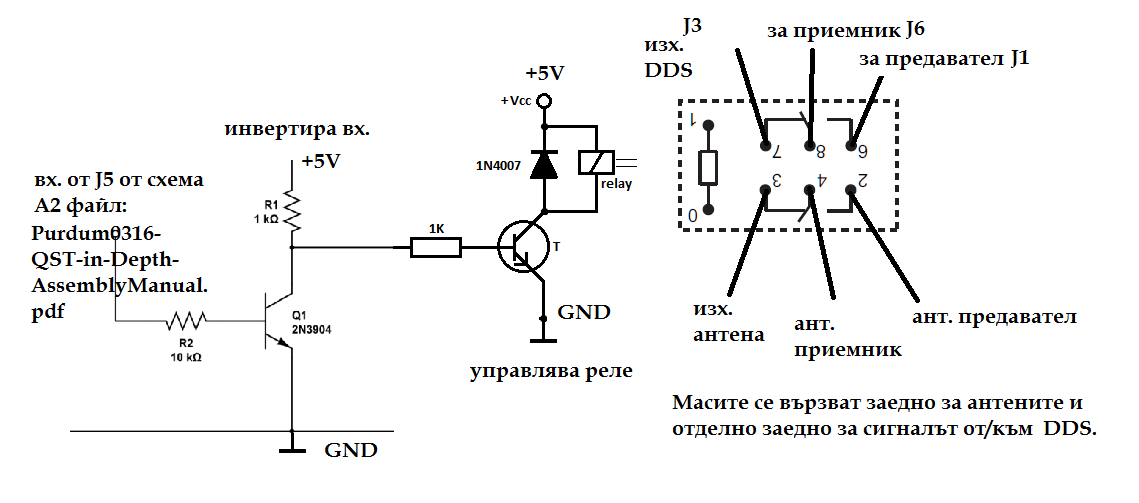 J3
изх.
DDS
за приемник J6
за предавател J1
+5V
+Vcc
инвертира вх.
+5V
1N4007
relay
вх. от J5 от схема
А2 файл:
Purdum0316-
QST-in-Depth-
AssemblyManual.
pdf
R1
1 kΩ
1K
T
1
7
8
6
3
4
2
0
Q1
2N3904
R2
10 kΩ
GND
управлява реле
изх.
антена
ант.
приемник
ант. предавател
Масите се вързват заедно за антените и
отделно заедно за сигналът от/към DDS.
GND